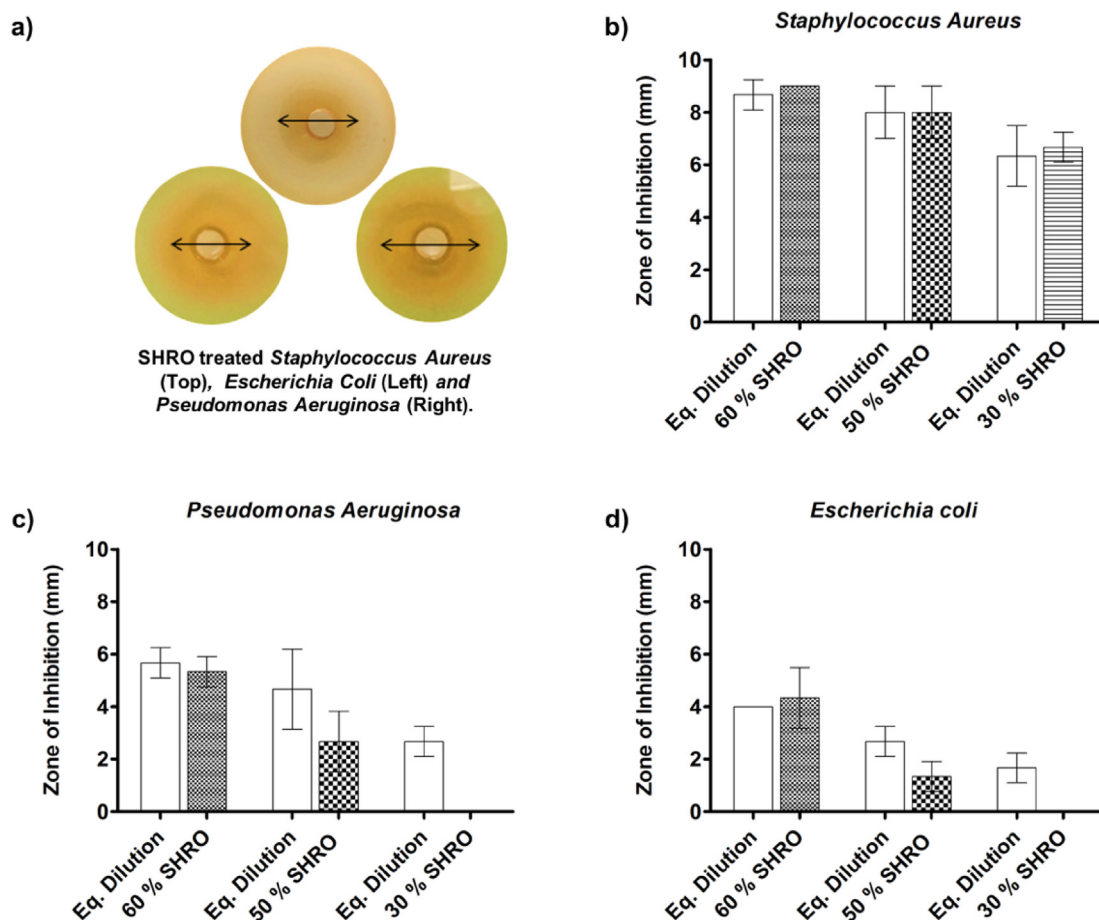 a)
SHRO treated Staphylococcus Aureus
(Top), Escherichia Coli (Left) and
Pseudomonas Aeruginosa (Right).
b)
Staphylococcus Aureus
Zone of Inhibition (mm)
10
8
6
4
2
0
Eq. Dilution
60 % SHRO
Eq. Dilution
50 % SHRO
Eq. Dilution
30 % SHRO
c)
Pseudomonas Aeruginosa
Zone of Inhibition (mm)
10
8
6
4
2
0
Eq. Dilution
60 % SHRO
Eq. Dilution
50 % SHRO
Eq. Dilution
30 % SHRO
d)
Escherichia coli
Zone of Inhibition (mm)
10
8
6
4
2
0
Eq. Dilution
60 % SHRO
Eq. Dilution
50 % SHRO
Eq. Dilution
30 % SHRO